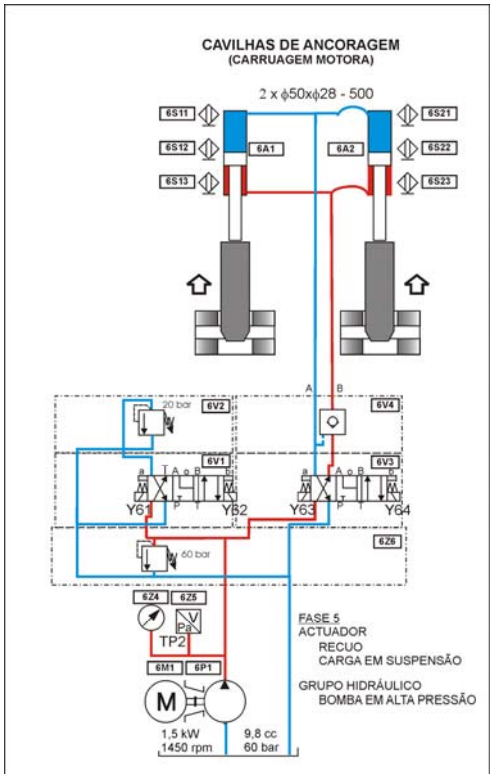 CAVILHAS DE ANCORAGEM
(CARRUAGEM MOTORA)
2 x ϕ50xϕ28 - 500
6S11
6S21
6S12
6A1
6A2
6S22
6S13
6S23
A
B
20 bar
6V2
6V4
6V1
6V3
a
T
A
o
B
b
P
T
a
A
o
B
b
P
T
Y61
Y62
Y63
Y64
60 bar
6Z6
6Z4
6Z5
V
Pa
TP2
6M1
6P1
M
1,5 kW
1450 rpm
9,8 cc
60 bar
FASE 5
ACTUADOR
RECUO
CARGA EM SUSPENSÃO
GRUPO HIDRÁULICO
BOMBA EM ALTA PRESSÃO